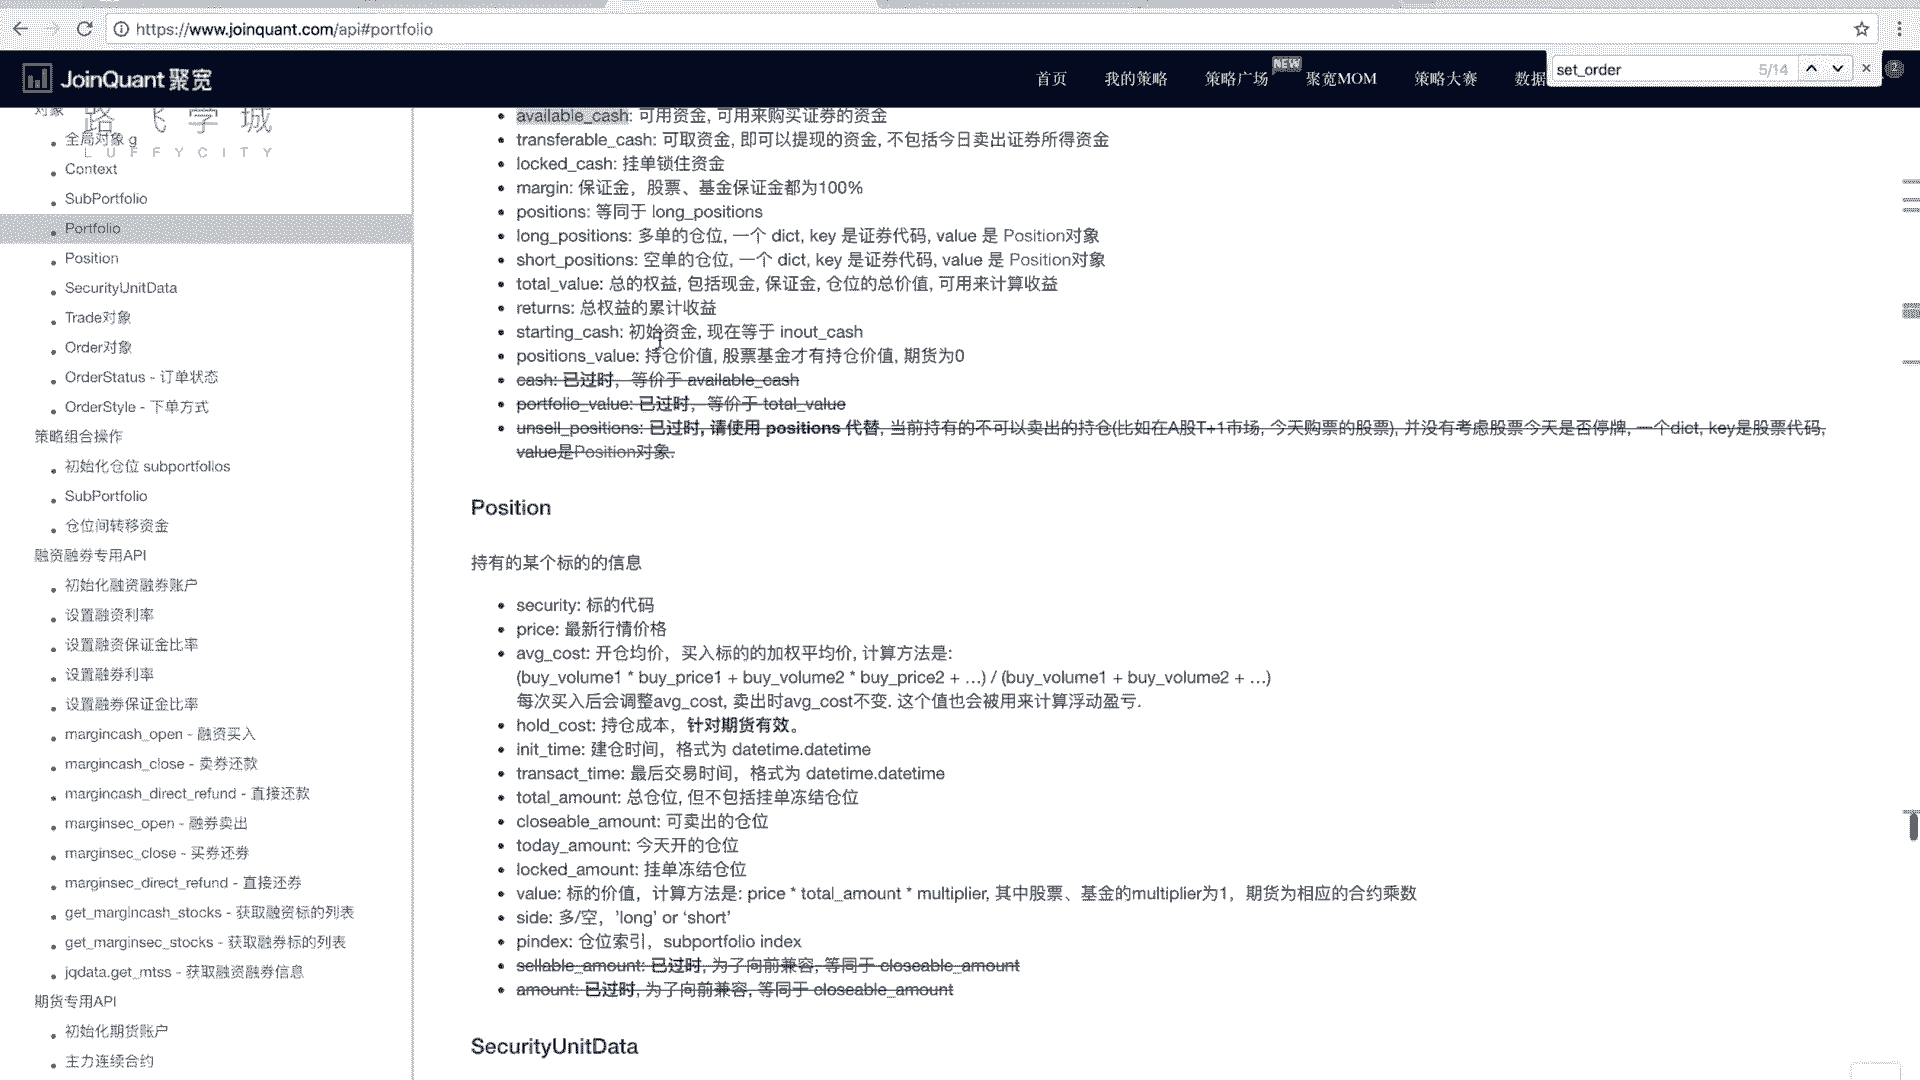 https://www.joinquant.com/api#portfolio
JoinQuant 聚宽
首页
我的策略
策略广场
NEW
聚宽MOM
策略大赛
数据
set_order
5/14
2
路飞学城
LUFFYCITY
对象
全局对象 g
Context
SubPortfolio
Portfolio
Position
SecurityUnitData
Trade对象
Order对象
OrderStatus - 订单状态
OrderStyle - 下单方式
策略组合操作
初始化仓位 subportfolios
SubPortfolio
仓位间转移资金
融资融券专用API
初始化融资融券账户
设置融资利率
设置融资保证金比率
设置融券利率
设置融券保证金比率
margincash_open - 融资买入
margincash_close - 卖券还款
margincash_direct_refund - 直接还款
marginsec_open - 融券卖出
marginsec_close - 买券还券
marginsec_direct_refund - 直接还券
get_margincash_stocks - 获取融资标的列表
get_marginsec_stocks - 获取融券标的列表
jqdata.get_mtss - 获取融资融券信息
期货专用API
初始化期货账户
主力连续合约
available_cash: 可用资金, 可用来购买证券的资金
transferable_cash: 可取资金, 即可以提现的资金, 不包括今日卖出证券所得资金
locked_cash: 挂单锁住资金
margin: 保证金，股票、基金保证金都为100%
positions: 等同于 long_positions
long_positions: 多单的仓位, 一个 dict, key 是证券代码, value 是 Position对象
short_positions: 空单的仓位, 一个 dict, key 是证券代码, value 是 Position对象
total_value: 总的权益, 包括现金, 保证金, 仓位的总价值, 可用来计算收益
returns: 总权益的累计收益
starting_cash: 初始资金, 现在等于 inout_cash
positions_value: 持仓价值, 股票基金才有持仓价值, 期货为0
cash: 已过时，等价于 available_cash
portfolio_value: 已过时，等价于 total_value
unsell_positions: 已过时, 请使用 positions 代替, 当前持有的不可以卖出的持仓(比如在A股T+1市场, 今天购票的股票), 并没有考虑股票今天是否停牌, 一个dict, key是股票代码,
value是Position对象.
Position
持有的某个标的的信息
security: 标的代码
price: 最新行情价格
avg_cost: 开仓均价，买入标的的加权平均价, 计算方法是:
(buy_volume1 * buy_price1 + buy_volume2 * buy_price2 + …) / (buy_volume1 + buy_volume2 + …)
每次买入后会调整avg_cost, 卖出时avg_cost不变. 这个值也会被用来计算浮动盈亏.
hold_cost: 持仓成本，针对期货有效。
init_time: 建仓时间，格式为 datetime.datetime
transact_time: 最后交易时间，格式为 datetime.datetime
total_amount: 总仓位, 但不包括挂单冻结仓位
closeable_amount: 可卖出的仓位
today_amount: 今天开的仓位
locked_amount: 挂单冻结仓位
value: 标的价值，计算方法是: price * total_amount * multiplier, 其中股票、基金的multiplier为1，期货为相应的合约乘数
side: 多/空，’long’ or ‘short’
pindex: 仓位索引，subportfolio index
sellable_amount: 已过时, 为了向前兼容, 等同于 closeable_amount
amount: 已过时, 为了向前兼容, 等同于 closeable_amount
SecurityUnitData